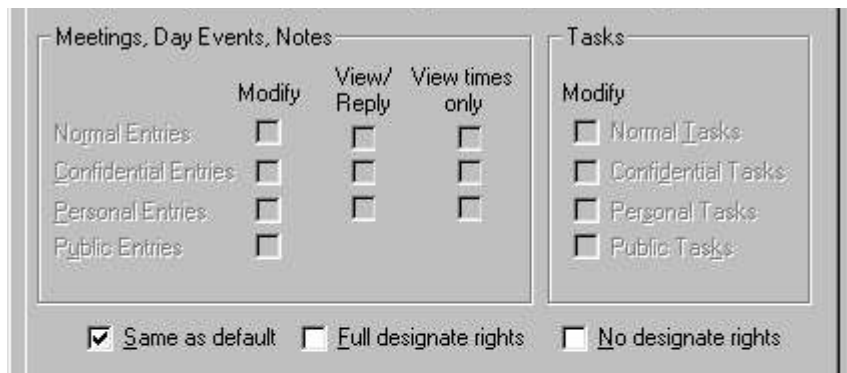 Meetings, Day Events, Notes
Modify View/ Reply View times only
Normal Entries
Confidential Entries
Personal Entries
Public Entries
Tasks
Modify
Normal Tasks
Confidential Tasks
Personal Tasks
Public Tasks
Same as default Full designate rights No designate rights